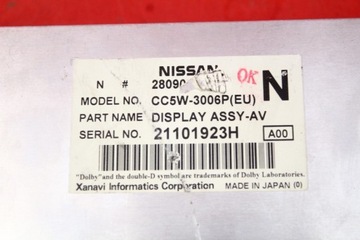 NISSAN
N # 2809
OK
N
MODEL NO. CC5W-3006P(EU)
PART NAME DISPLAY ASSY-AV
SERIAL NO. 21101923H A00
"Dolby" and the double-D symbol are trademarks of Dolby Laboratories.
Xanavi Informatics Corporation MADE IN JAPAN (0)